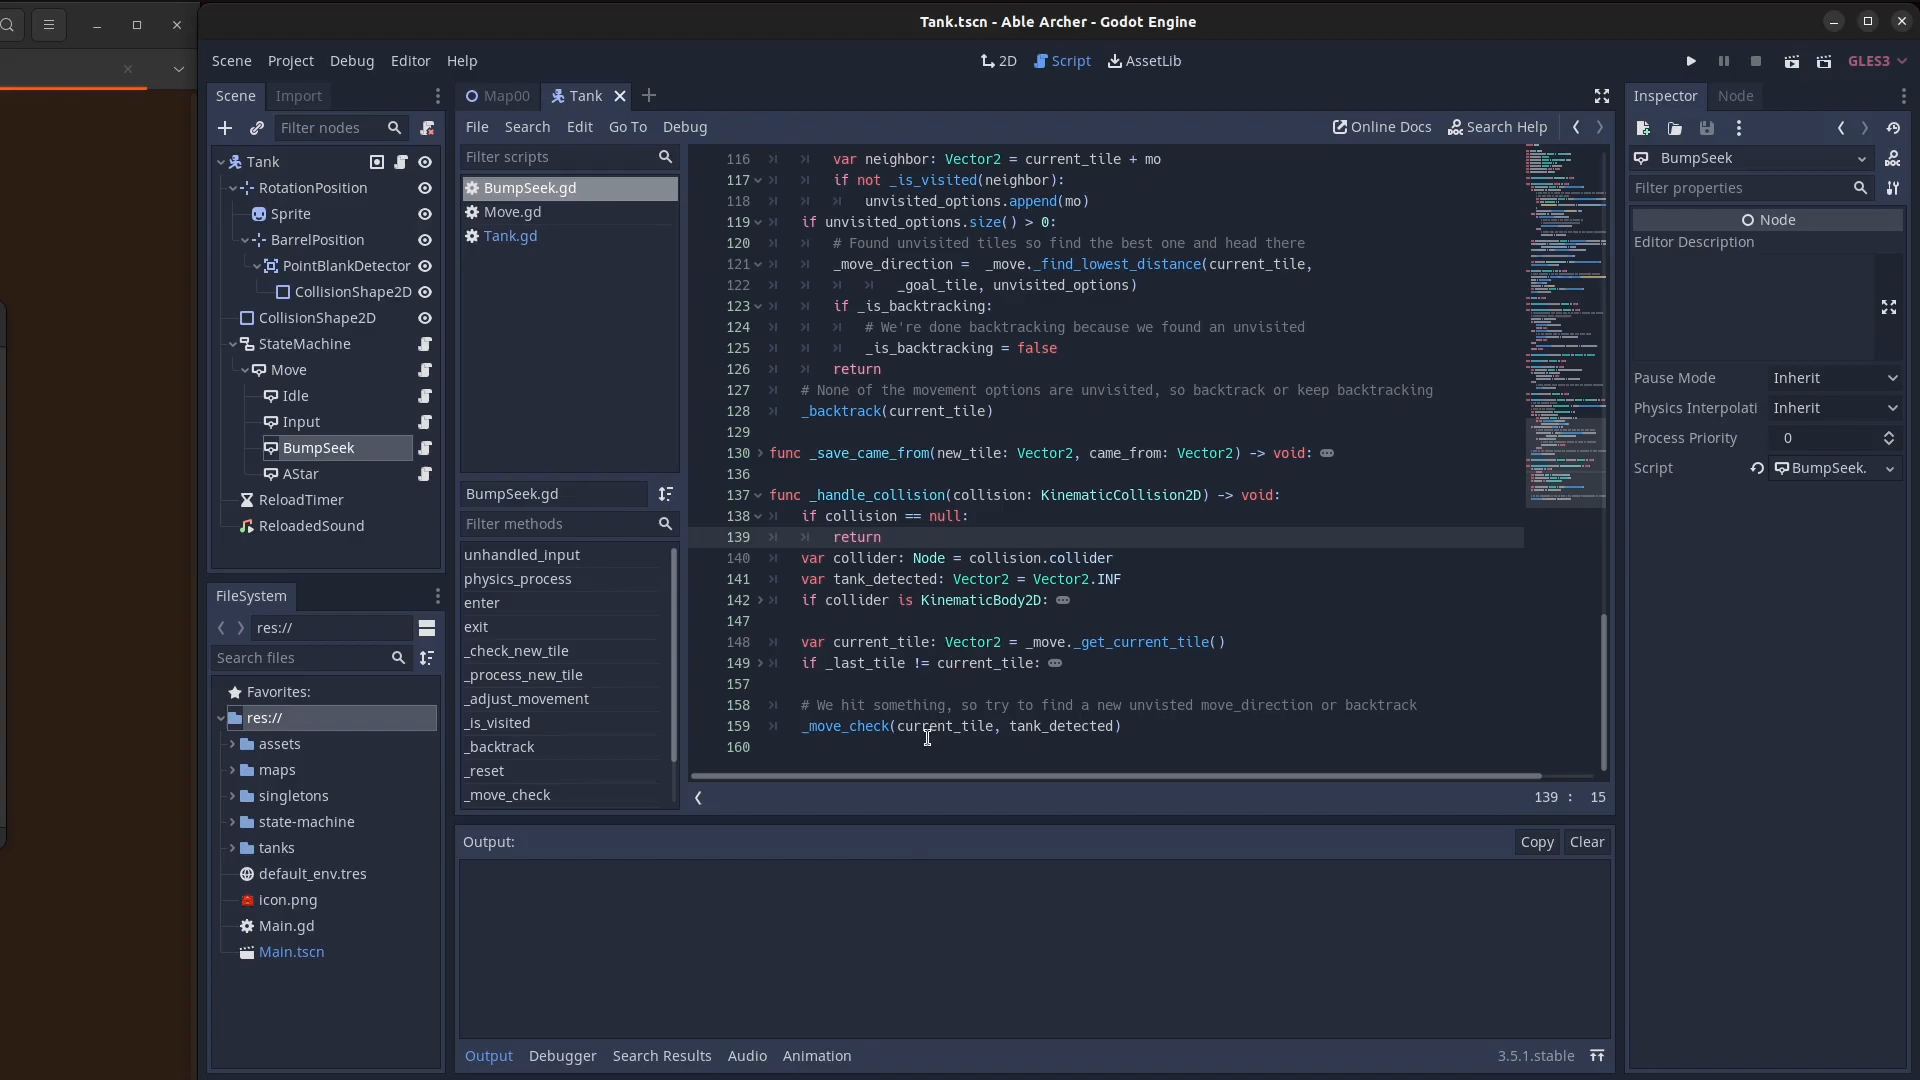 Tank.tscn - Able Archer - Godot Engine
Scene Project Debug Editor Help
2D Script AssetLib
GLES3
Scene Import
Filter nodes
Tank
RotationPosition
Sprite
BarrelPosition
PointBlankDetector
CollisionShape2D
CollisionShape2D
StateMachine
Move
Idle
Input
BumpSeek
AStar
ReloadTimer
ReloadedSound
FileSystem
res://
Search files
Favorites:
res://
assets
maps
singletons
state-machine
tanks
default_env.tres
icon.png
Main.gd
Main.tscn
Map00 Tank
File Search Edit Go To Debug
Online Docs Search Help
Filter scripts
BumpSeek.gd
Move.gd
Tank.gd
BumpSeek.gd
Filter methods
unhandled_input
physics_process
enter
exit
_check_new_tile
_process_new_tile
_adjust_movement
_is_visited
_backtrack
_reset
_move_check
116 var neighbor: Vector2 = current_tile + mo
117 if not _is_visited(neighbor):
118 unvisited_options.append(mo)
119 if unvisited_options.size() > 0:
120 # Found unvisited tiles so find the best one and head there
121 _move_direction =  _move._find_lowest_distance(current_tile,
122 _goal_tile, unvisited_options)
123 if _is_backtracking:
124 # We're done backtracking because we found an unvisited
125 _is_backtracking = false
126 return
127 # None of the movement options are unvisited, so backtrack or keep backtracking
128 _backtrack(current_tile)
129
130 func _save_came_from(new_tile: Vector2, came_from: Vector2) -> void:
136
137 func _handle_collision(collision: KinematicCollision2D) -> void:
138 if collision == null:
139 return
140 var collider: Node = collision.collider
141 var tank_detected: Vector2 = Vector2.INF
142 if collider is KinematicBody2D:
147
148 var current_tile: Vector2 = _move._get_current_tile()
149 if _last_tile != current_tile:
157
158 # We hit something, so try to find a new unvisted move_direction or backtrack
159 _move_check(current_tile, tank_detected)
160
139 : 15
Output:
Copy Clear
Output Debugger Search Results Audio Animation
3.5.1.stable
Inspector Node
BumpSeek
Filter properties
Node
Editor Description
Pause Mode Inherit
Physics Interpolati Inherit
Process Priority 0
Script BumpSeek.